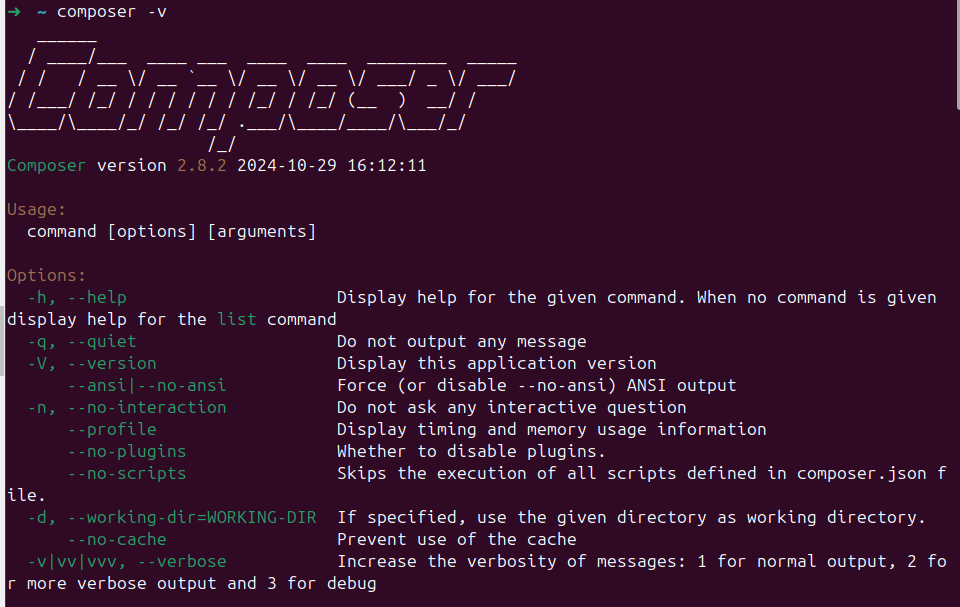 → ~ composer -v
   ______
  / ____/___  ____ ___  ____  ____  ________  _____
 / /   / __ \/ __ `__ \/ __ \/ __ \/ ___/ _ \/ ___/
/ /___/ /_/ / / / / / / /_/ / /_/ (__  )  __/ /
\____/\____/_/ /_/ /_/ .___/\____/____/\___/_/
                    /_/
Composer version 2.8.2 2024-10-29 16:12:11
Usage:
  command [options] [arguments]
Options:
  -h, --help                     Display help for the given command. When no command is given
display help for the list command
  -q, --quiet                    Do not output any message
  -V, --version                  Display this application version
      --ansi|--no-ansi           Force (or disable --no-ansi) ANSI output
  -n, --no-interaction           Do not ask any interactive question
      --profile                  Display timing and memory usage information
      --no-plugins               Whether to disable plugins.
      --no-scripts               Skips the execution of all scripts defined in composer.json f
ile.
  -d, --working-dir=WORKING-DIR  If specified, use the given directory as working directory.
      --no-cache                 Prevent use of the cache
  -v|vv|vvv, --verbose           Increase the verbosity of messages: 1 for normal output, 2 fo
r more verbose output and 3 for debug